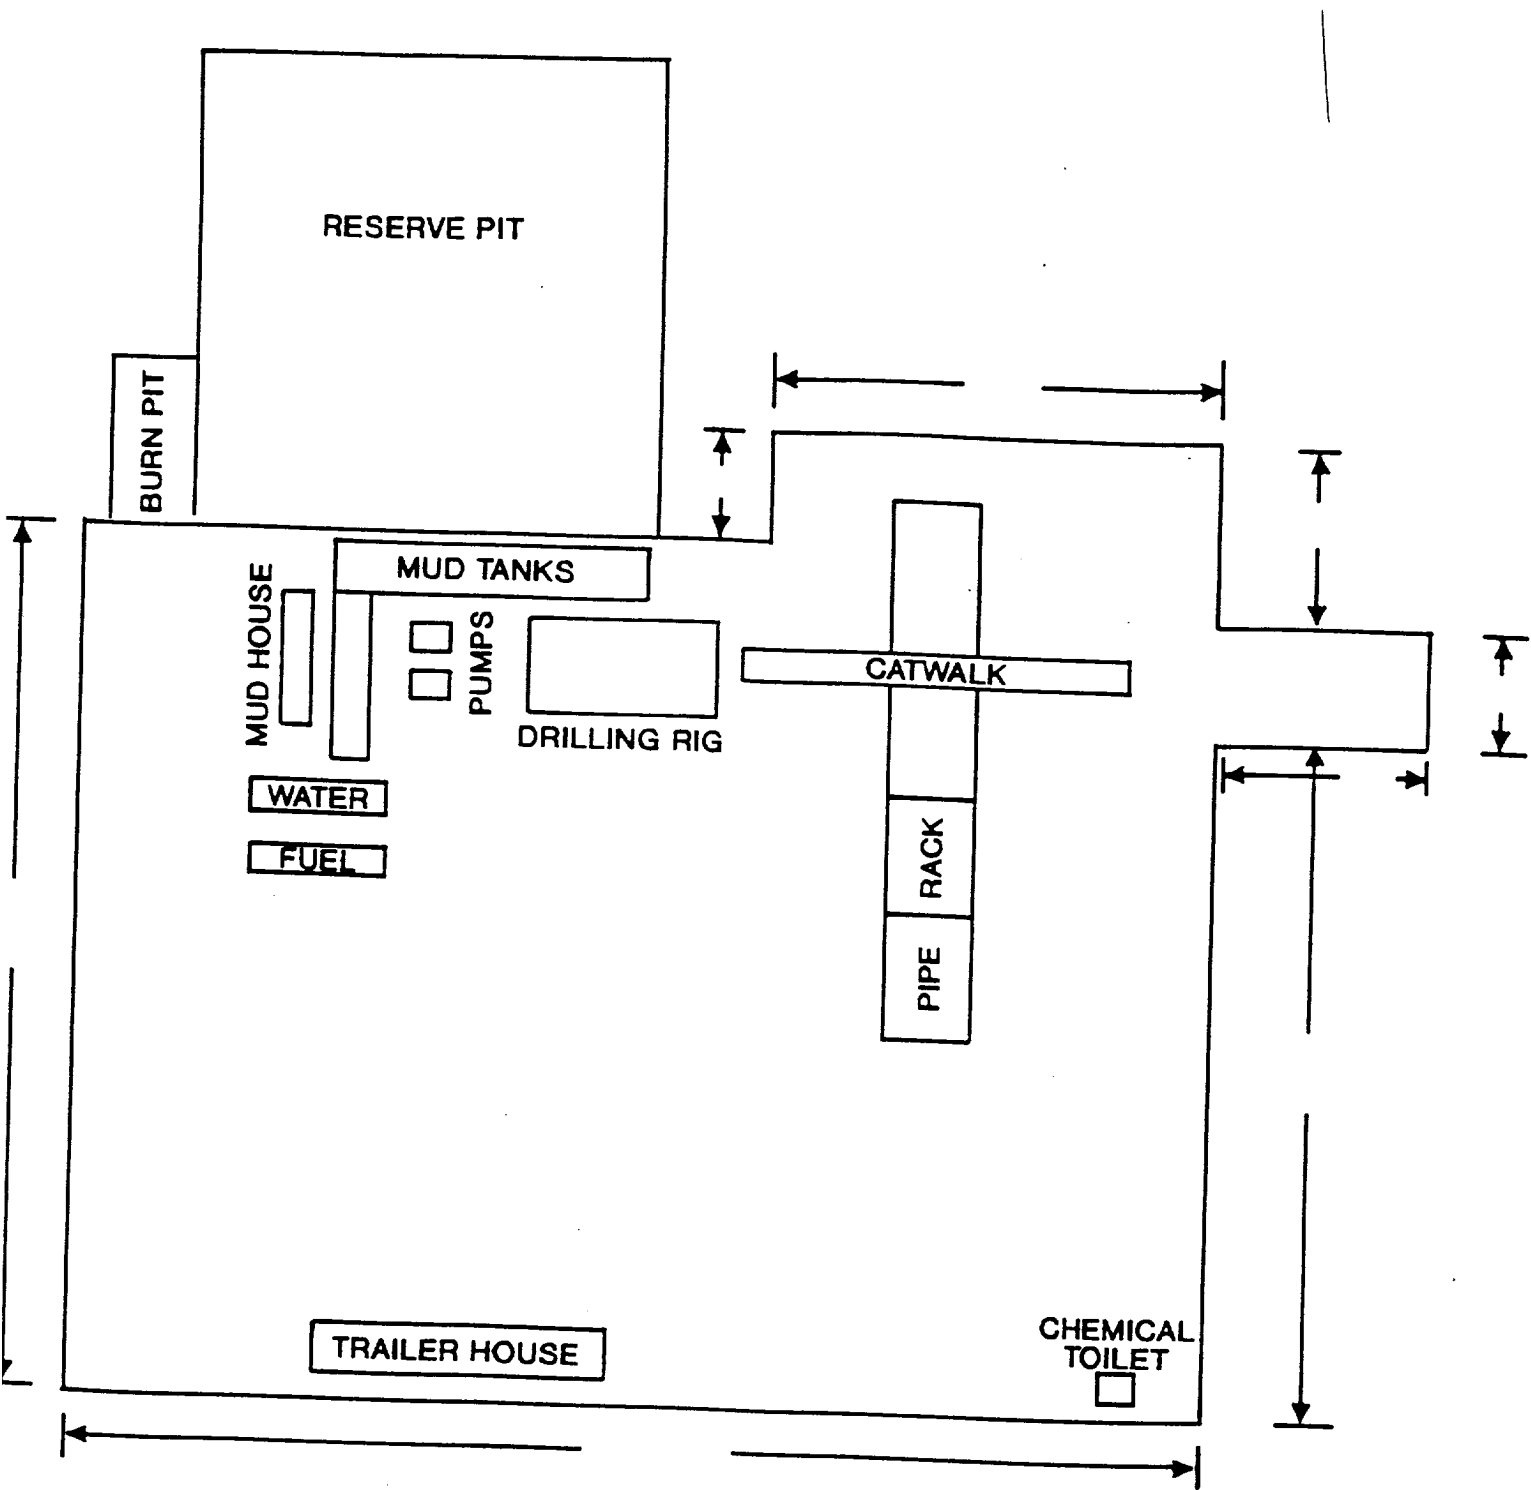 RESERVE PIT
BURN PIT
MUD TANKS
MUD HOUSE
PUMPS
CATWALK
DRILLING RIG
WATER
FUEL
RACK
PIPE
CHEMICAL
TOILET
TRAILER HOUSE